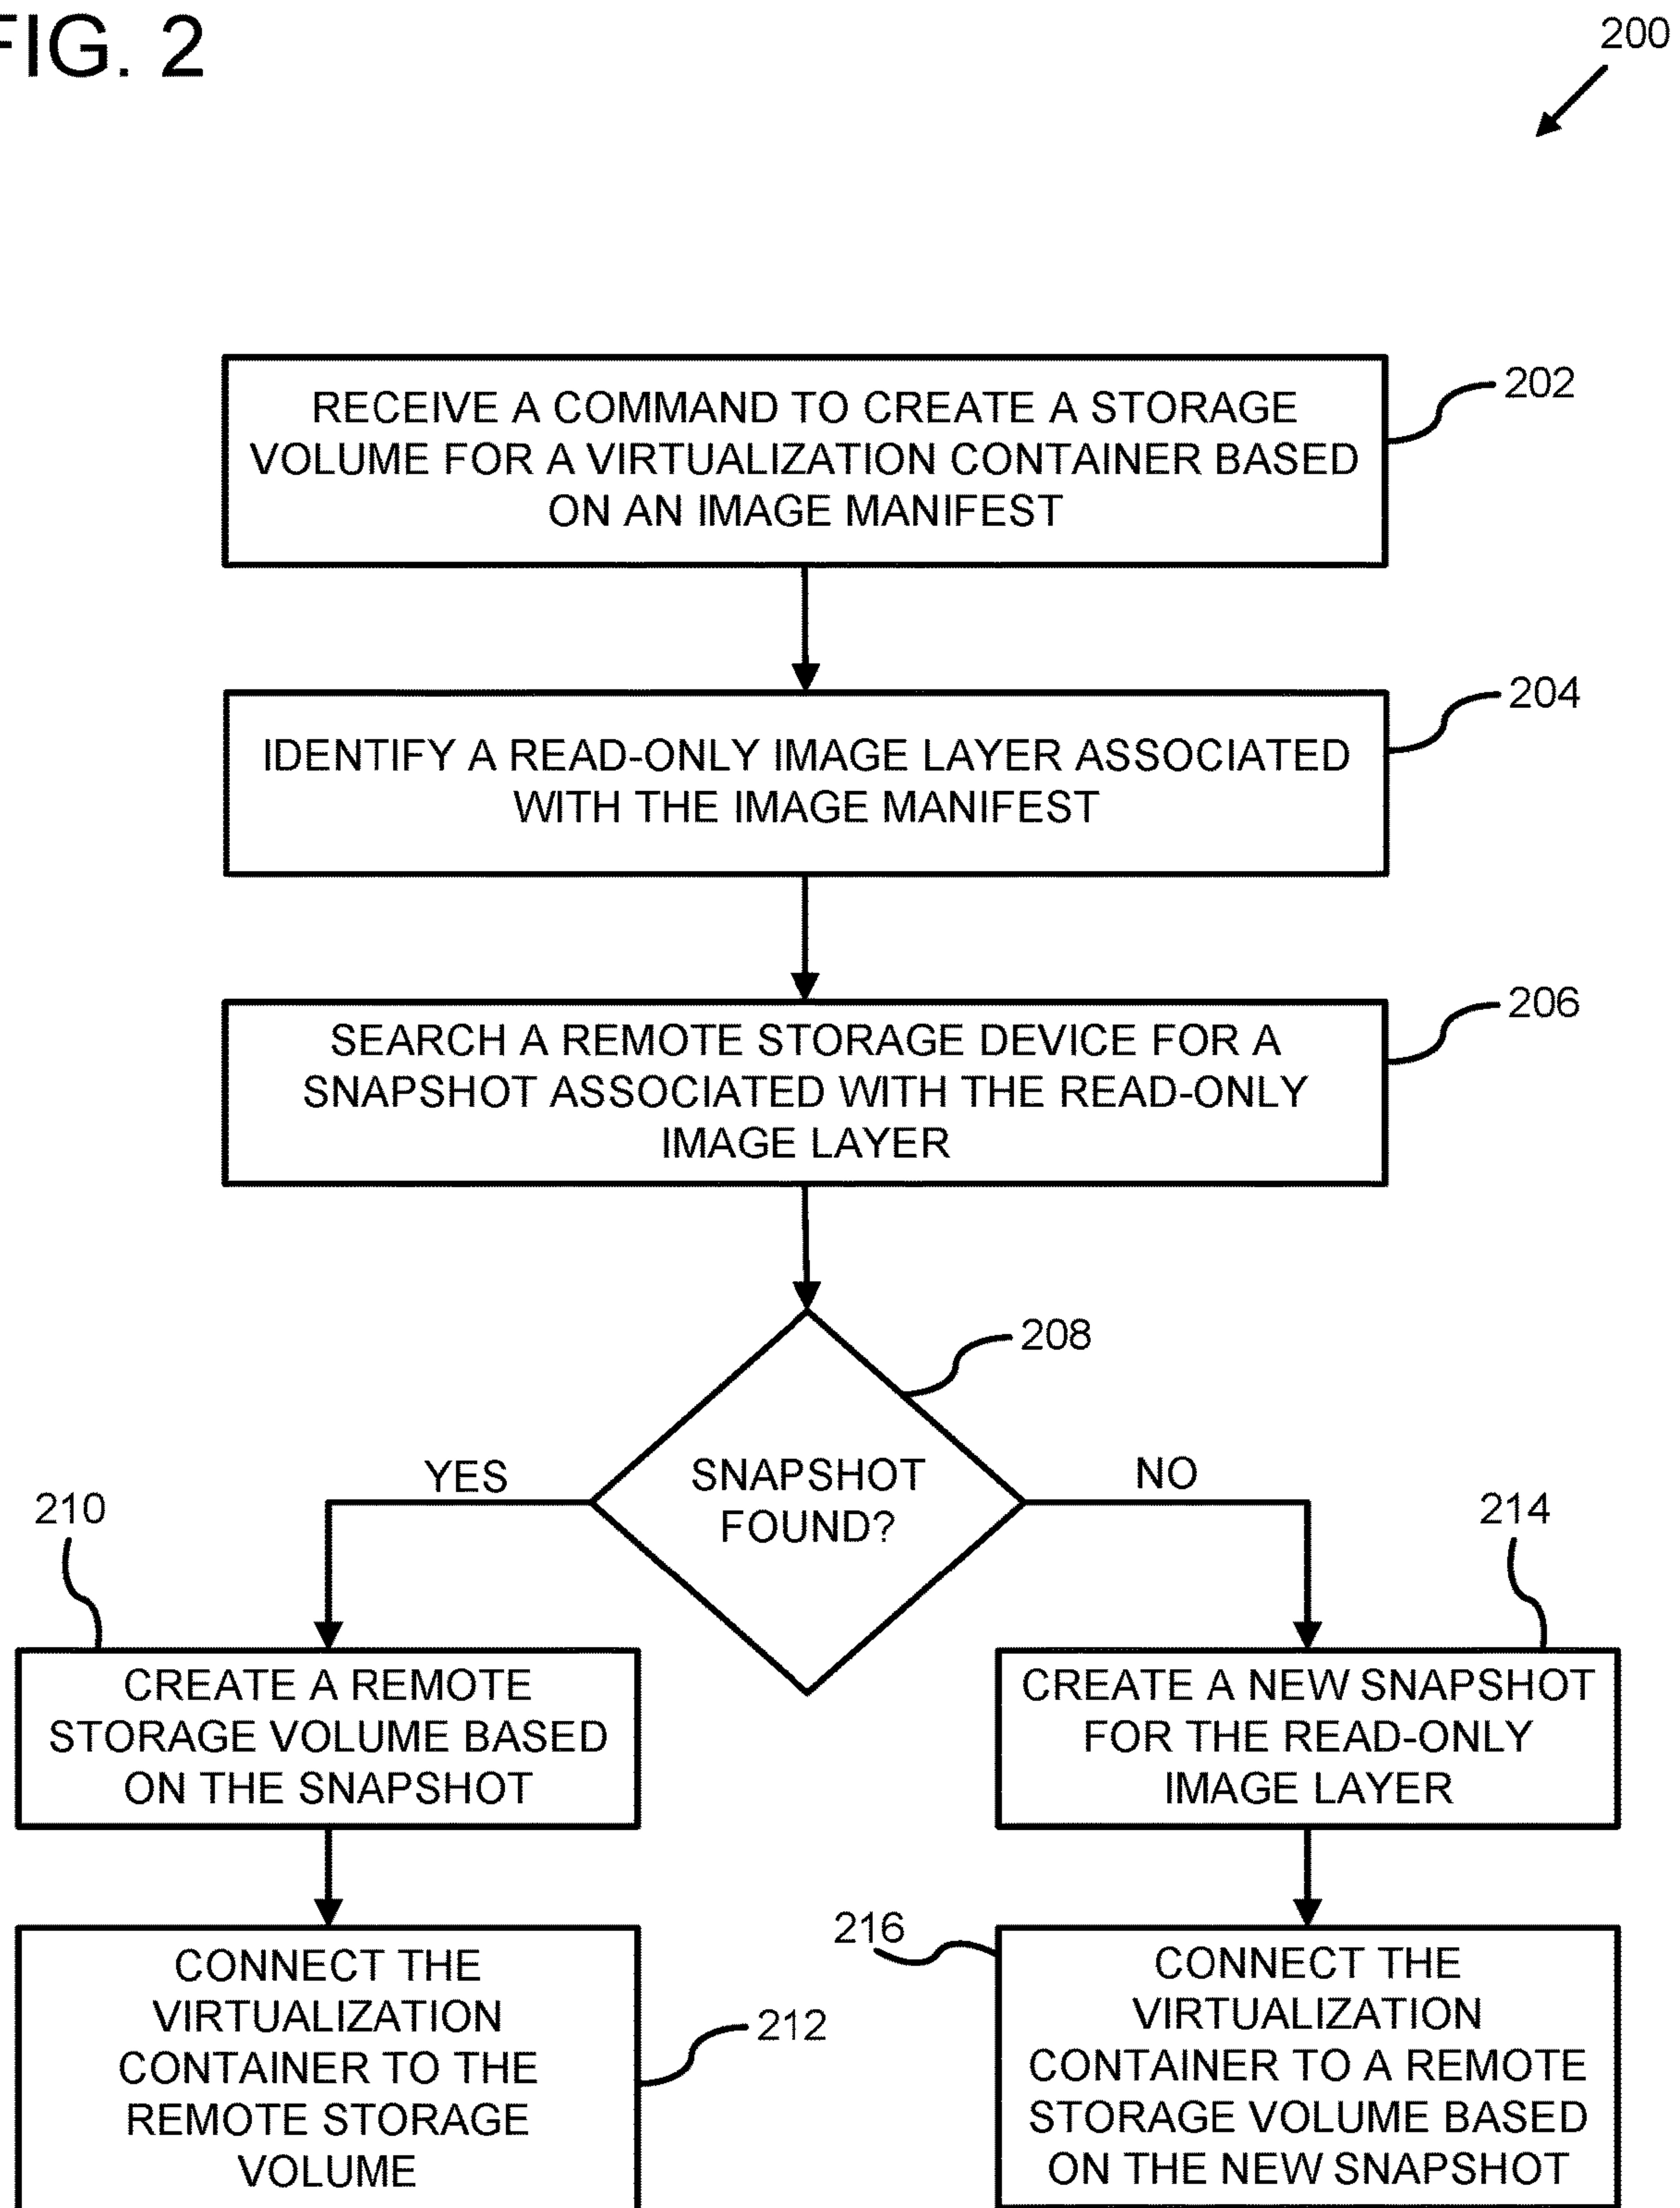 FIG. 2
200
RECEIVE A COMMAND TO CREATE A STORAGE
VOLUME FOR A VIRTUALIZATION CONTAINER BASED
ON AN IMAGE MANIFEST
202
IDENTIFY A READ-ONLY IMAGE LAYER ASSOCIATED
WITH THE IMAGE MANIFEST
204
SEARCH A REMOTE STORAGE DEVICE FOR A
SNAPSHOT ASSOCIATED WITH THE READ-ONLY
IMAGE LAYER
206
208
SNAPSHOT
FOUND?
YES
NO
210
CREATE A REMOTE
STORAGE VOLUME BASED
ON THE SNAPSHOT
214
CREATE A NEW SNAPSHOT
FOR THE READ-ONLY
IMAGE LAYER
CONNECT THE
VIRTUALIZATION
CONTAINER TO THE
REMOTE STORAGE
VOLUME
212
216
CONNECT THE
VIRTUALIZATION
CONTAINER TO A REMOTE
STORAGE VOLUME BASED
ON THE NEW SNAPSHOT